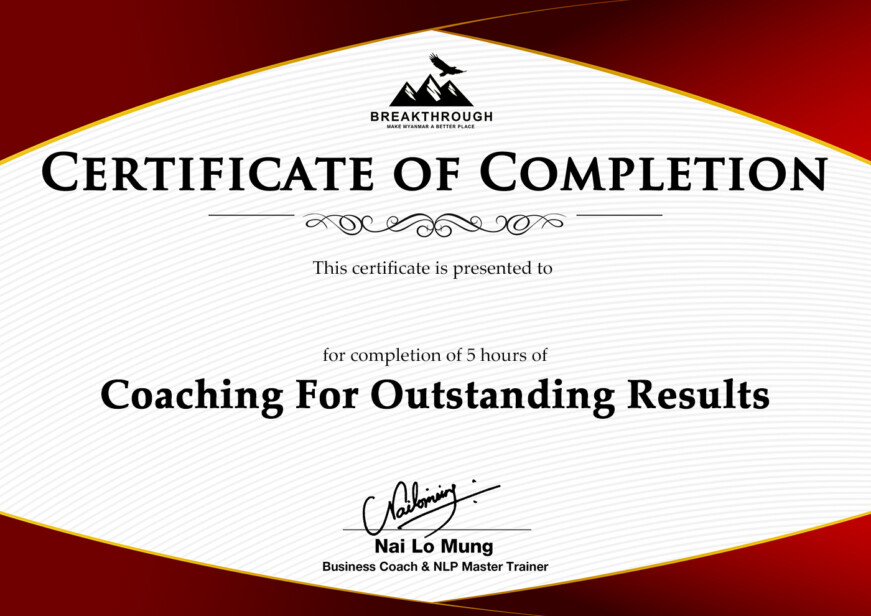 BREAKTHROUGH
MAKE MYANMAR A BETTER PLACE
CERTIFICATE OF COMPLETION
This certificate is presented to
for completion of 5 hours of
Coaching For Outstanding Results
Nailomung
Nai Lo Mung
Business Coach & NLP Master Trainer